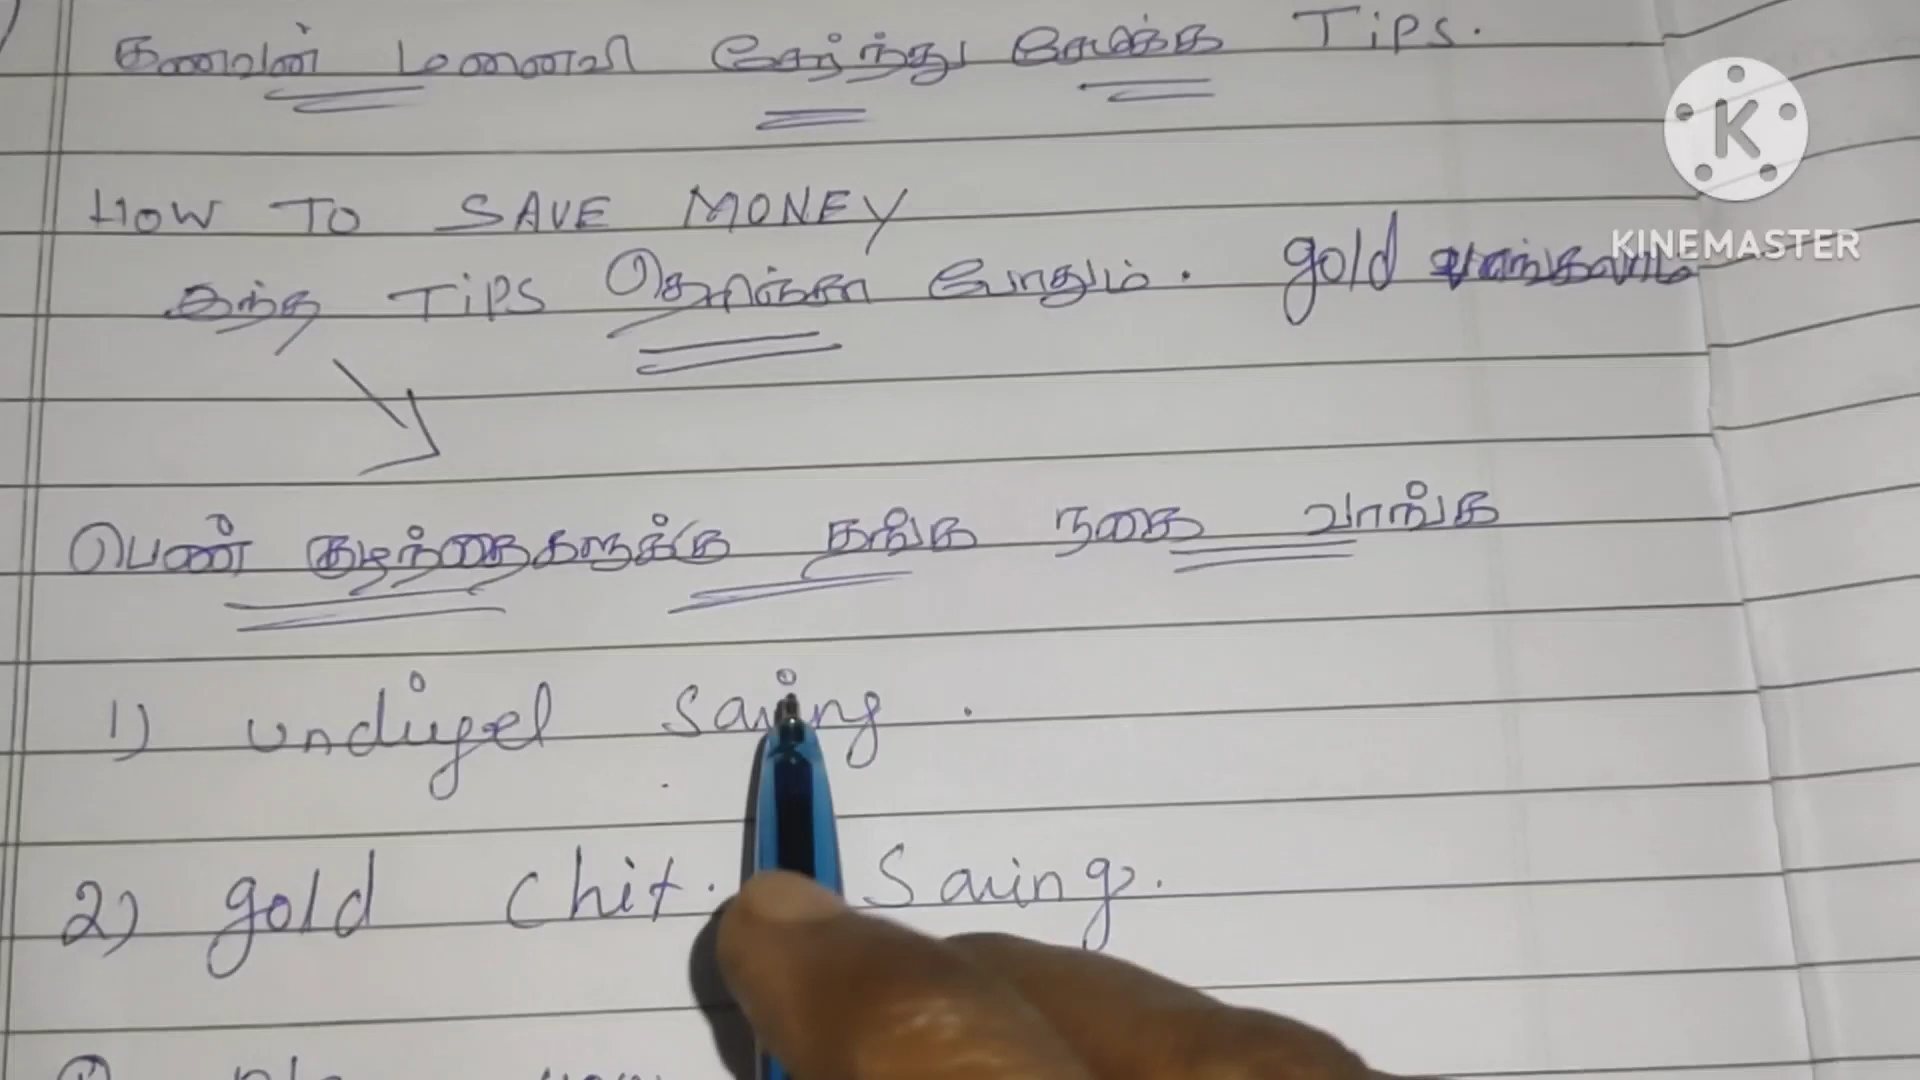 கணவன் மனைவி சேர்ந்து சேமிக்க Tips.
HOW TO SAVE MONEY
இந்த Tips தெரிஞ்சா போதும். gold வாங்கலாம்
பெண் குழந்தைகளுக்கு தங்க நகை வாங்க
1) undiyel saving.
2) gold chit. Saving.
K
KINEMASTER